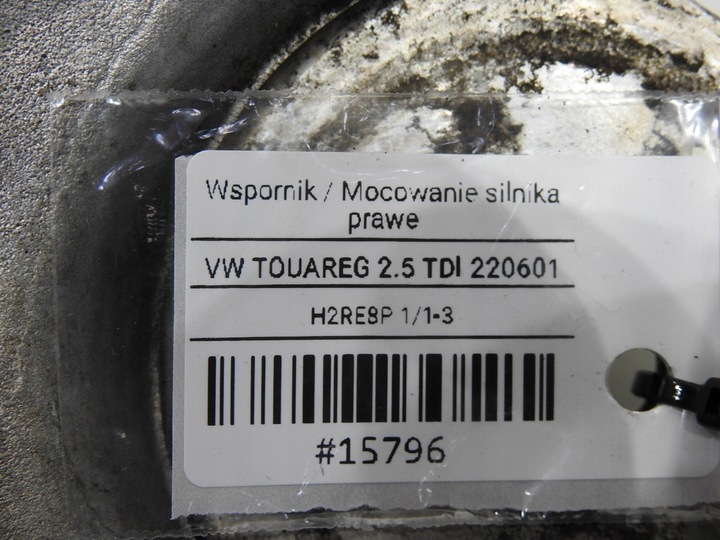 Wspornik / Mocowanie silnika
prawe
VW TOUAREG 2.5 TDI 220601
H2RE8P 1/1-3
#15796